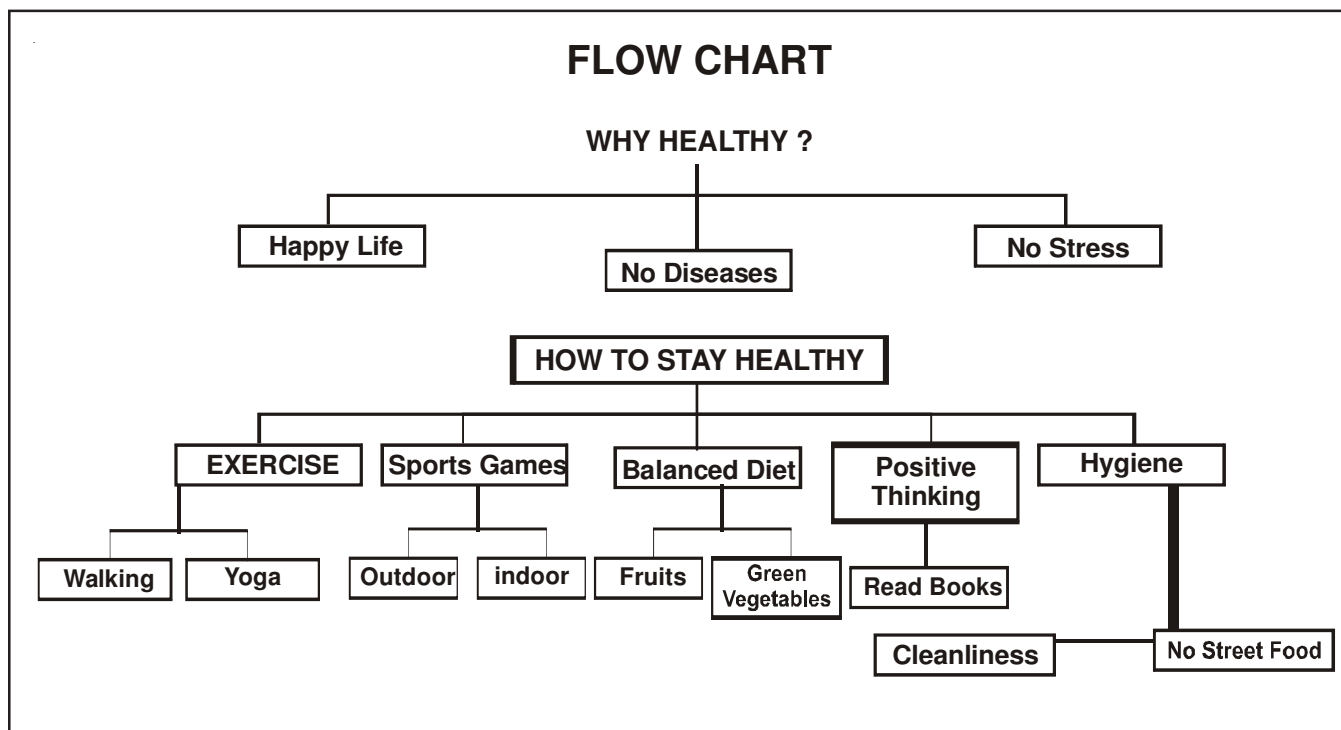 FLOW CHART
WHY HEALTHY ?
Happy Life
No Diseases
No Stress
HOW TO STAY HEALTHY
EXERCISE
Sports Games
Balanced Diet
Positive
Thinking
Hygiene
Walking
Yoga
Outdoor
indoor
Fruits
Green
Vegetables
Read Books
Cleanliness
No Street Food